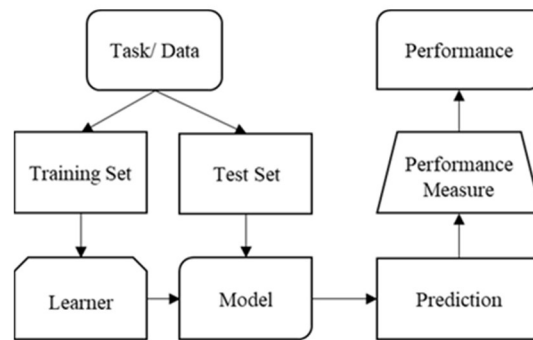 Task/ Data
Performance
Training Set
Test Set
Performance
Measure
Learner
Model
Prediction